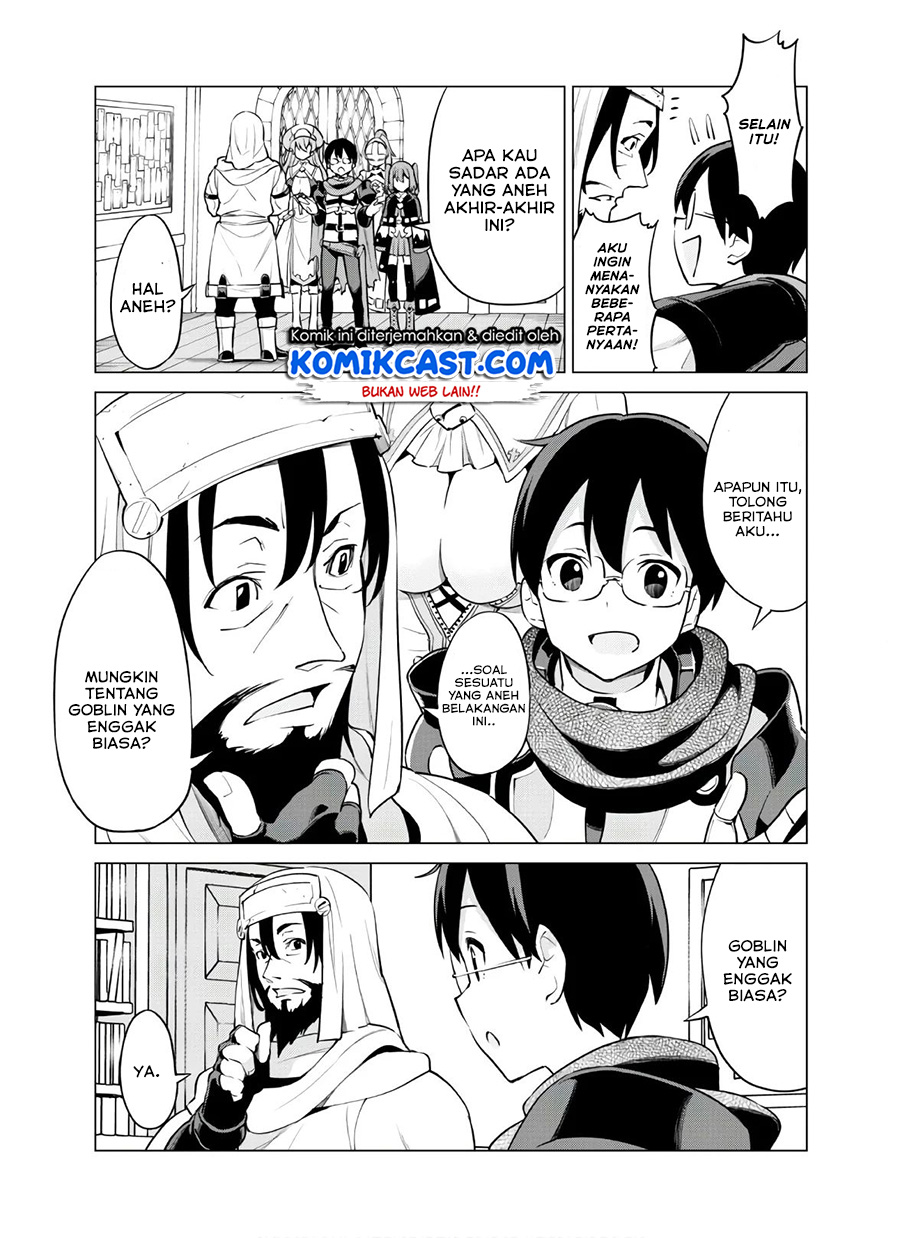 SELAIN
ITU!
AKU
INGIN
MENA-
NYAKAN
BEBE-
RAPA
PERTA-
NYAAN!
APA KAU
SADAR ADA
YANG ANEH
AKHIR-AKHIR
INI?
HAL
ANEH?
Komik ini diterjemahkan & diedit oleh
KOMIKCAST.COM
BUKAN WEB LAIN!!
APAPUN ITU,
TOLONG
BERITAHU
AKU...
...SOAL
SESUATU
YANG ANEH
BELAKANGAN
INI..
MUNGKIN
TENTANG
GOBLIN YANG
ENGGAK
BIASA?
GOBLIN
YANG
ENGGAK
BIASA?
YA.